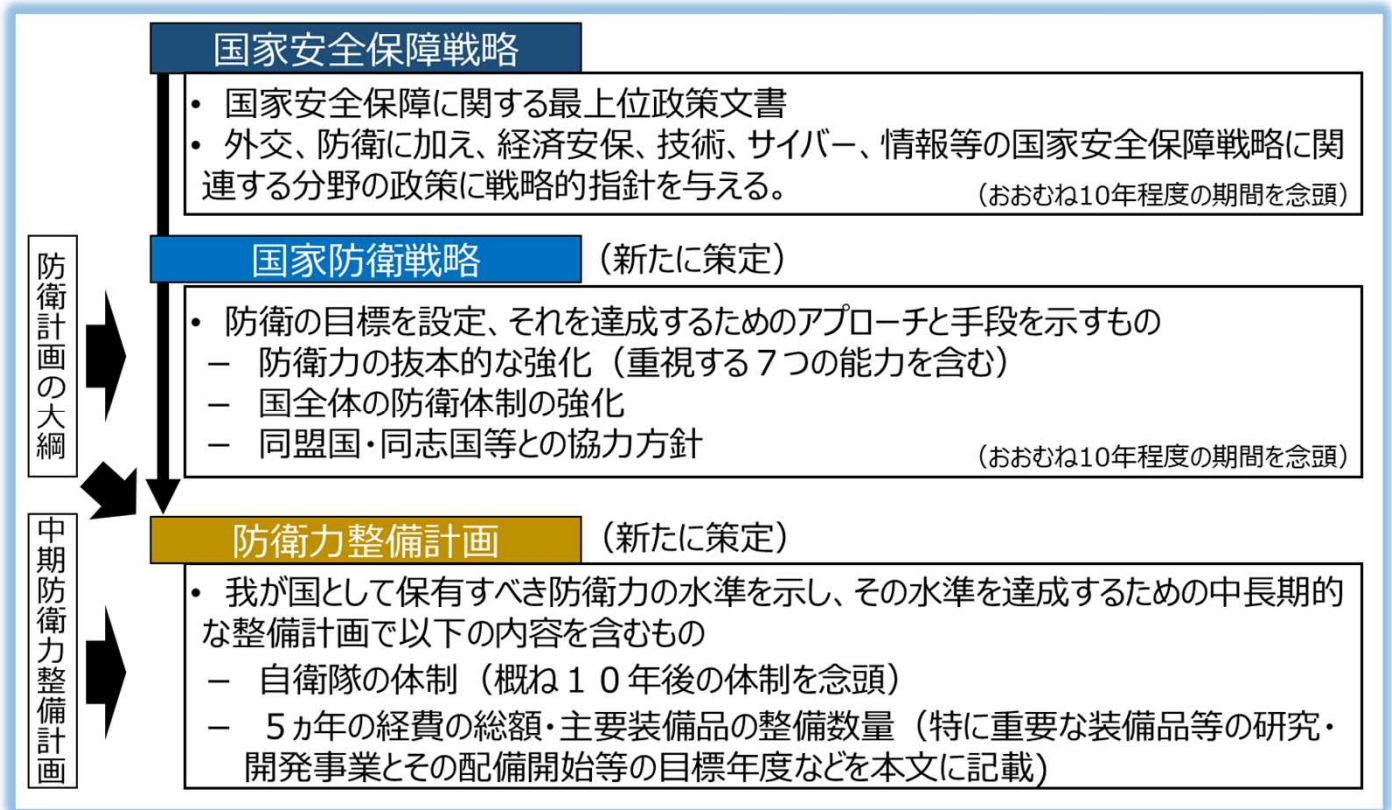 国家安全保障戦略
• 国家安全保障に関する最上位政策文書
• 外交、防衛に加え、経済安保、技術、サイバー、情報等の国家安全保障戦略に関
連する分野の政策に戦略的指針を与える。
（おおむね10年程度の期間を念頭）
防衛計画の大綱
国家防衛戦略
（新たに策定）
• 防衛の目標を設定、それを達成するためのアプローチと手段を示すもの
－ 防衛力の抜本的な強化（重視する７つの能力を含む）
－ 国全体の防衛体制の強化
－ 同盟国・同志国等との協力方針
（おおむね10年程度の期間を念頭）
中期防衛力整備計画
防衛力整備計画
（新たに策定）
• 我が国として保有すべき防衛力の水準を示し、その水準を達成するための中長期的
な整備計画で以下の内容を含むもの
－ 自衛隊の体制（概ね１０年後の体制を念頭）
－ ５ヵ年の経費の総額・主要装備品の整備数量（特に重要な装備品等の研究・
開発事業とその配備開始等の目標年度などを本文に記載)